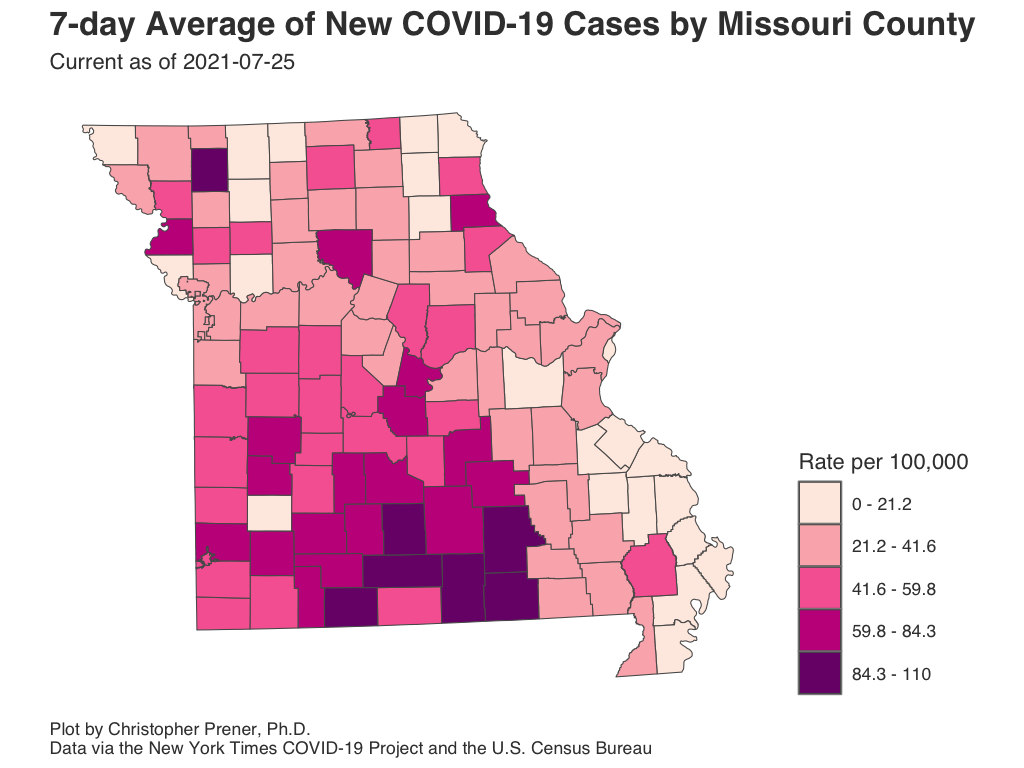 7-day Average of New COVID-19 Cases by Missouri County
Current as of 2021-07-25
Rate per 100,000
0 - 21.2
21.2 - 41.6
41.6 - 59.8
59.8 - 84.3
84.3 - 110
Plot by Christopher Prener, Ph.D.
Data via the New York Times COVID-19 Project and the U.S. Census Bureau